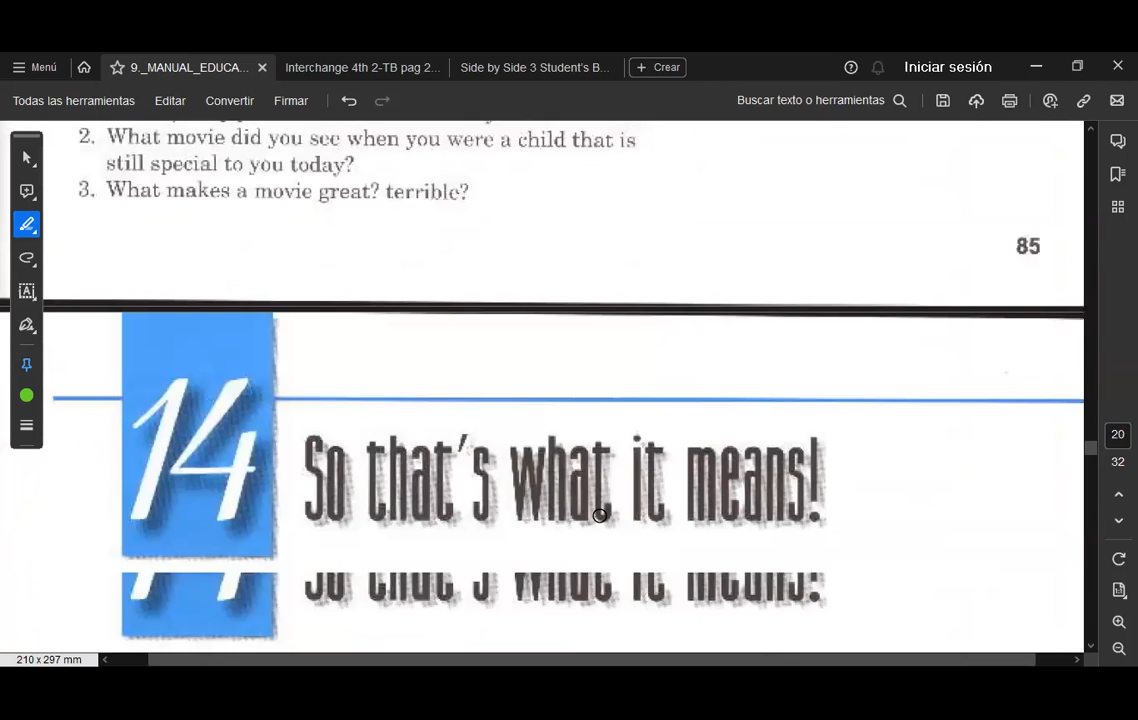 Menú
9._MANUAL_EDUCA...
Interchange 4th 2-TB pag 2...
Side by Side 3 Student's B...
Crear
Iniciar sesión
Todas las herramientas
Editar
Convertir
Firmar
Buscar texto o herramientas
2. What movie did you see when you were a child that is
still special to you today?
3. What makes a movie great? terrible?
85
14
So that's what it means!
20
32
210 x 297 mm